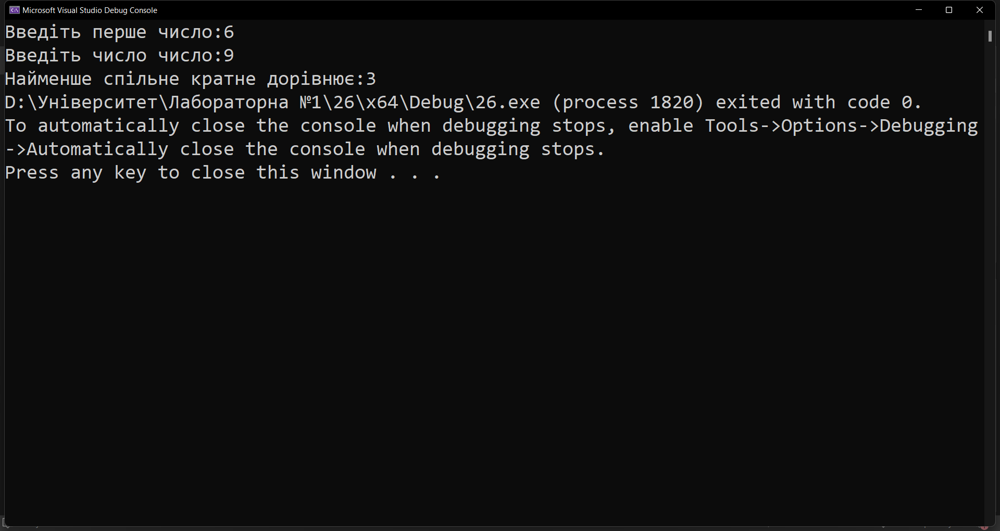 Microsoft Visual Studio Debug Console
Введіть перше число:6
Введіть число число:9
Найменше спільне кратне дорівнює:3
D:\Університет\Лабораторна №1\26\x64\Debug\26.exe (process 1820) exited with code 0.
To automatically close the console when debugging stops, enable Tools->Options->Debugging
->Automatically close the console when debugging stops.
Press any key to close this window . . .